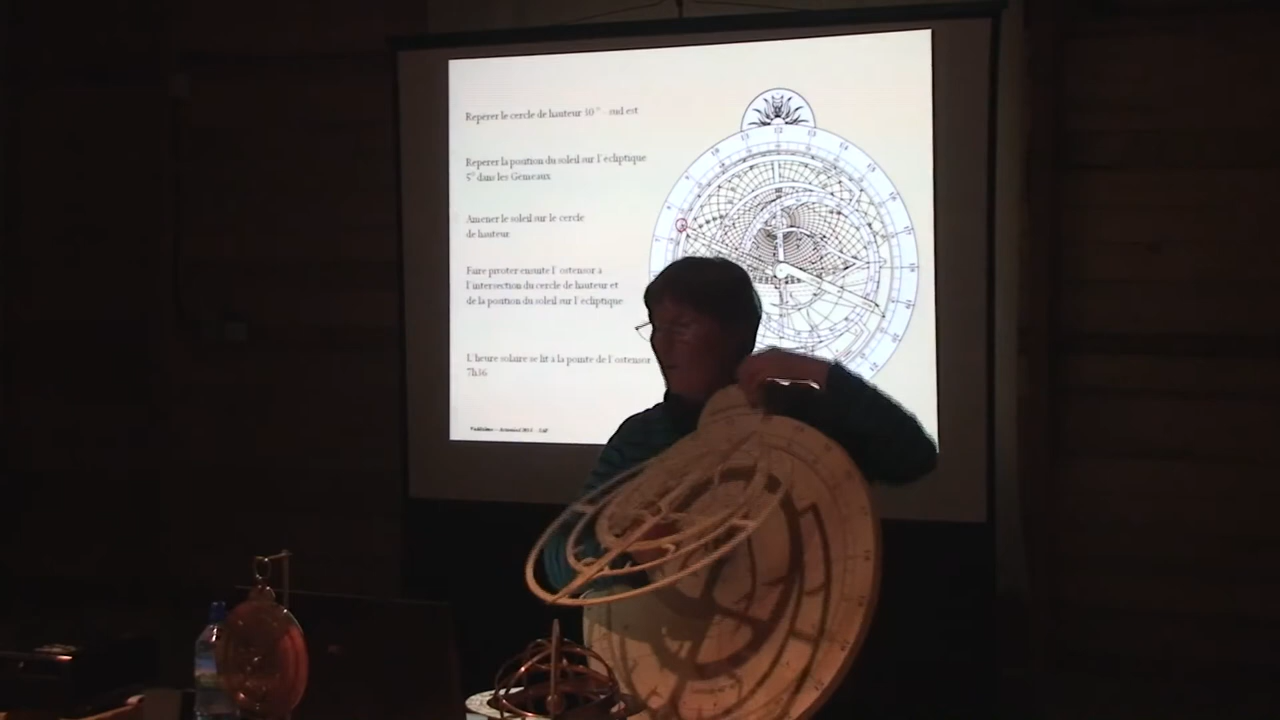 Repérer le cercle de hauteur 10 ° - sud est
Reperer la position du soleil sur l'écliptique
5° dans les Gémeaux
Amener le soleil sur le cercle
de hauteur
Faire pivoter ensuite l'ostensor à
l'intersection du cercle de hauteur et
de la position du soleil sur l'écliptique
L'heure solaire se lit à la pointe de l'ostensor
7h36